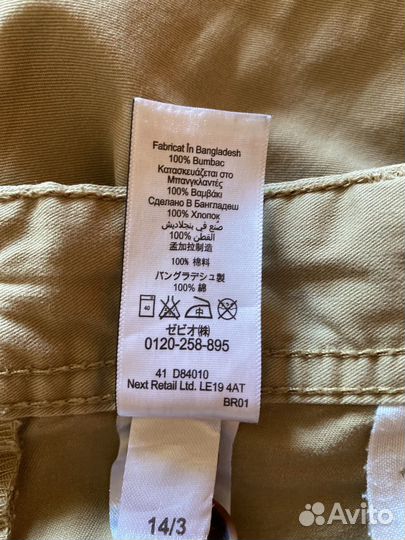 Fabricat în Bangladesh
100% Bumbac
Κατασκευάζεται στο
Μπανγκλαντές
100% Βαμβάκι
Сделано В Бангладеш
100% Хлопок
صنع في بنجلاديش
100% القطن
孟加拉制造
100% 棉料
バングラデシュ製
100% 綿
40
ゼビオ㈱
0120-258-895
41 D84010
Next Retail Ltd. LE19 4AT
BR01
14/3
Avito